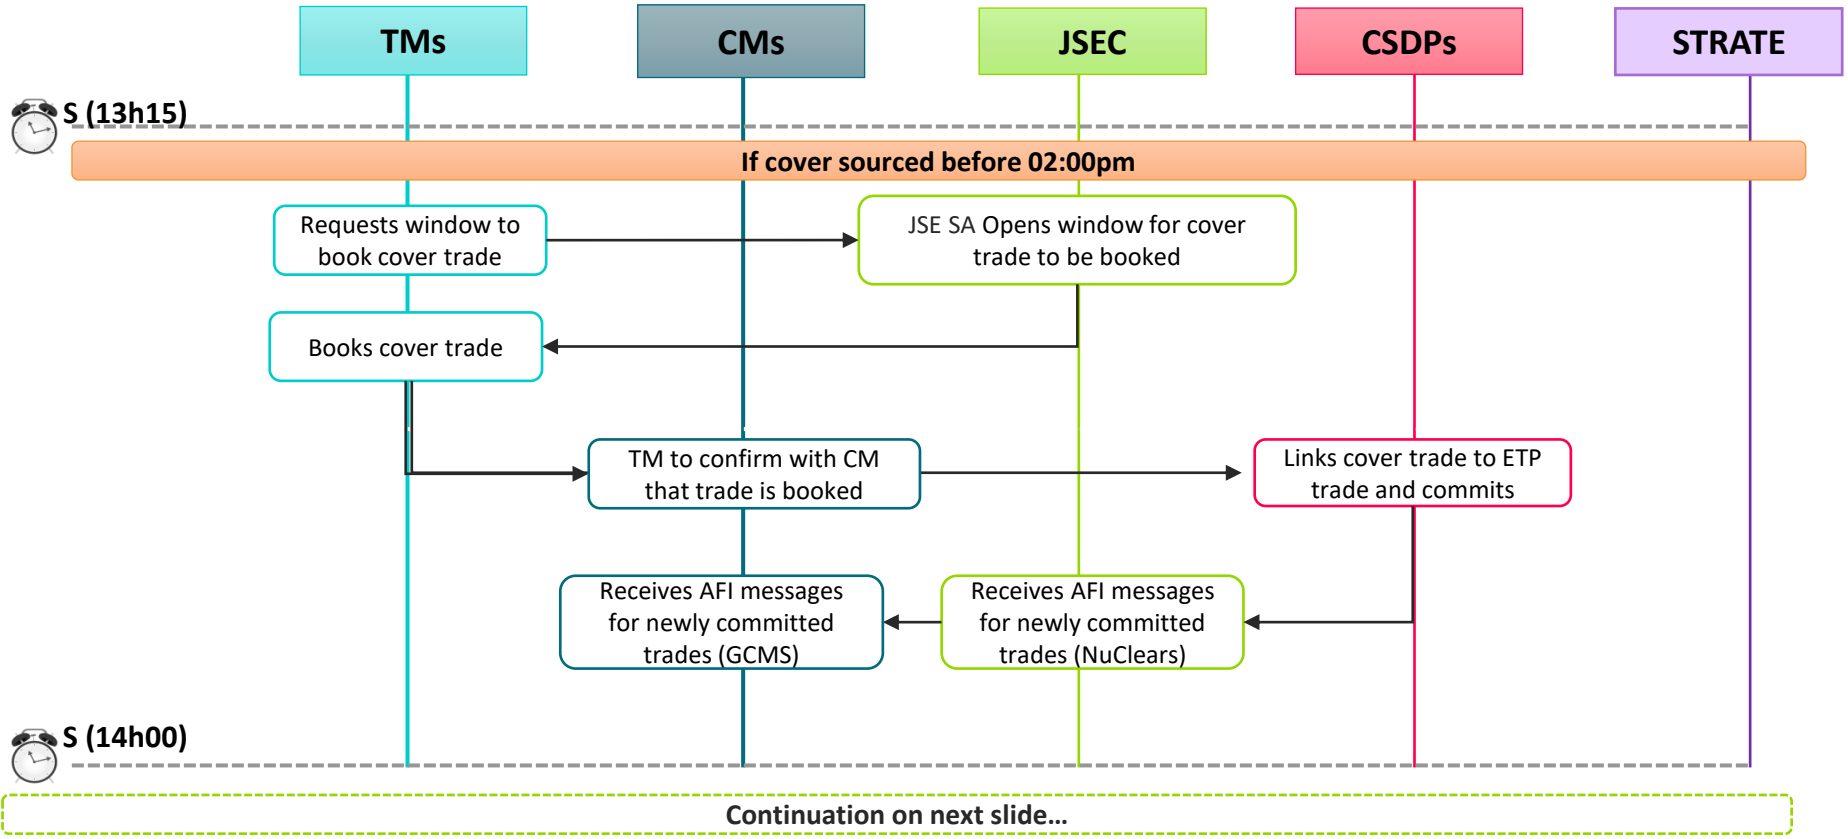 TMs
CMs
JSEC
CSDPs
STRATE
S (13h15)
If cover sourced before 02:00pm
Requests window to
book cover trade
JSE SA Opens window for cover
trade to be booked
Books cover trade
TM to confirm with CM
that trade is booked
Links cover trade to ETP
trade and commits
Receives AFI messages
for newly committed
trades (GCMS)
Receives AFI messages
for newly committed
trades (NuClears)
S (14h00)
Continuation on next slide…